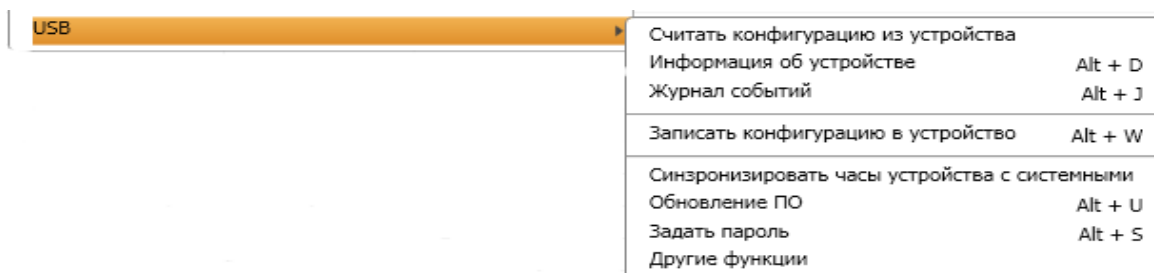 USB
Считать конфигурацию из устройства
Информация об устройстве Alt + D
Журнал событий Alt + J
Записать конфигурацию в устройство Alt + W
Синзронизировать часы устройства с системными
Обновление ПО Alt + U
Задать пароль Alt + S
Другие функции